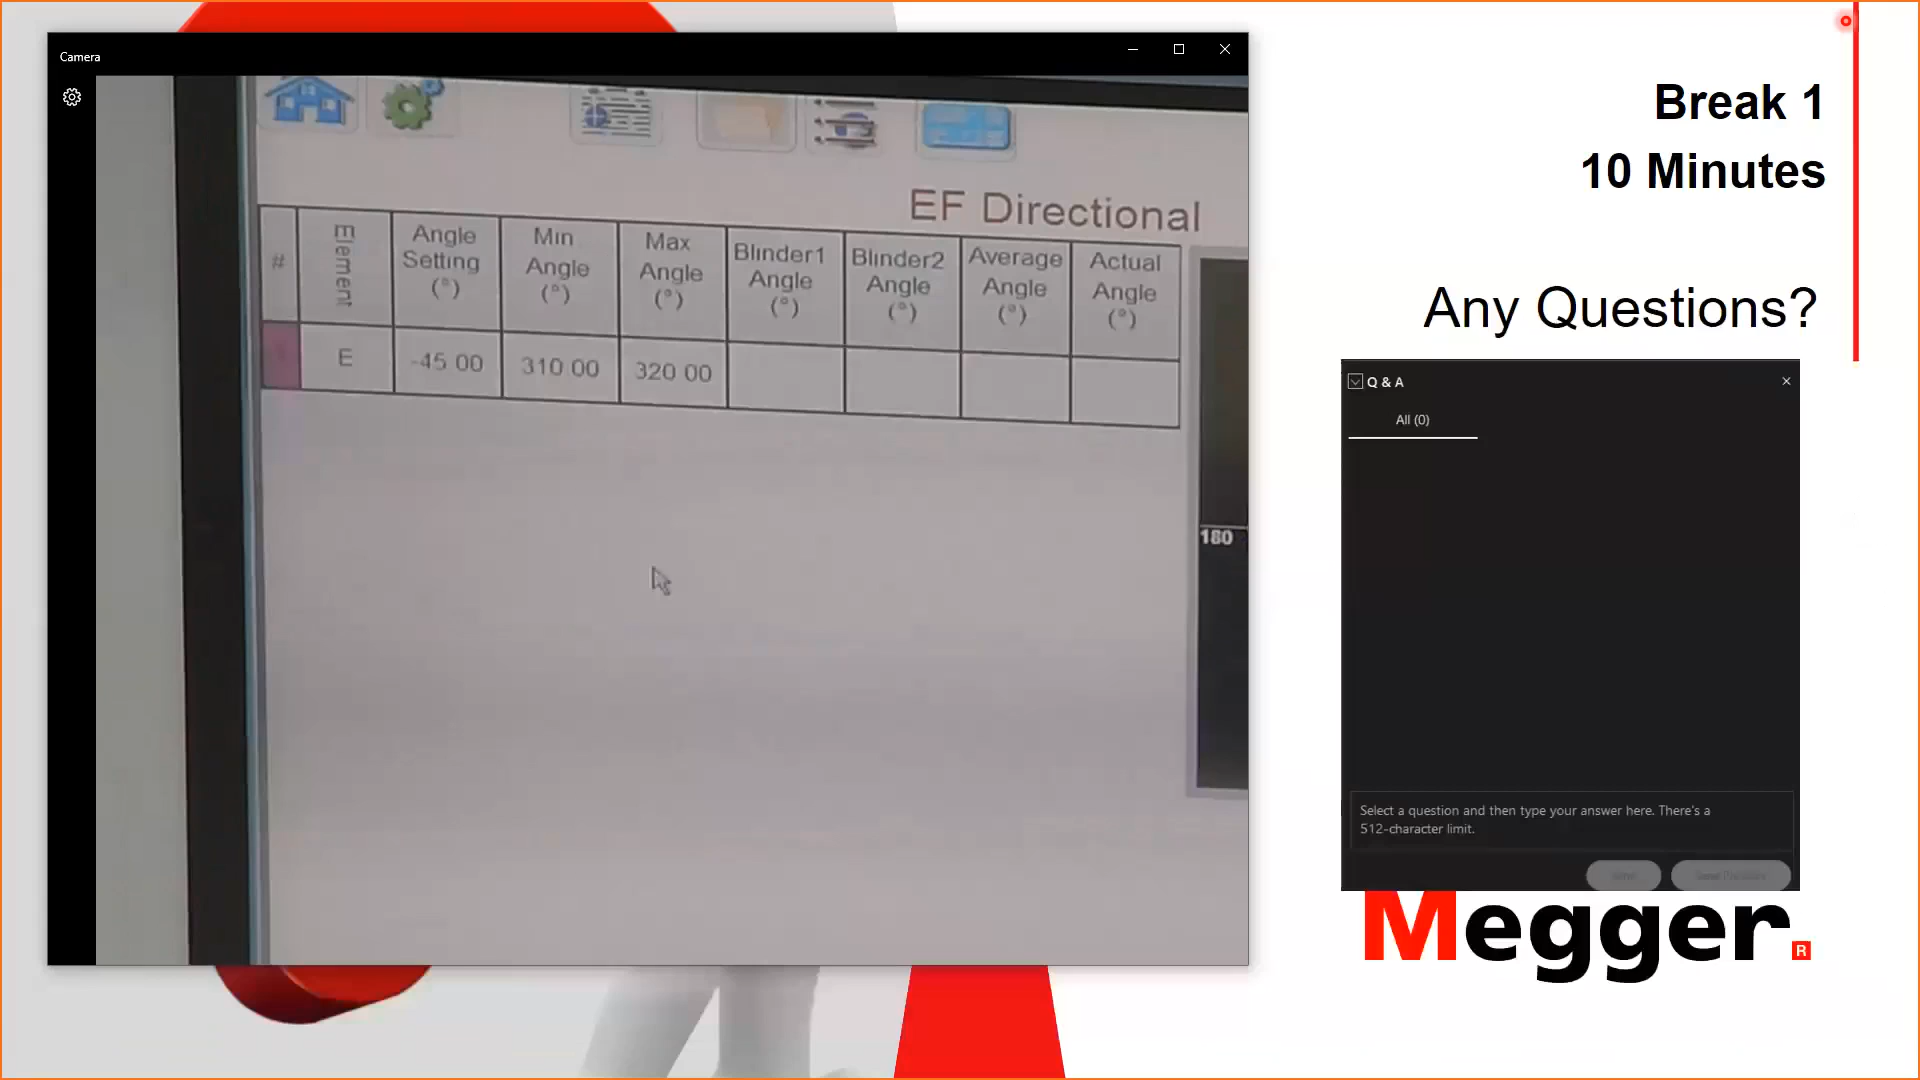 Camera
EF Directional
#
Element
Angle
Setting
(°)
Min
Angle
(°)
Max
Angle
(°)
Blinder1
Angle
(°)
Blinder2
Angle
(°)
Average
Angle
(°)
Actual
Angle
(°)
E
-45 00
310 00
320 00
180
Break 1
10 Minutes
Any Questions?
Q & A
All (0)
Select a question and then type your answer here. There's a
512-character limit.
Megger.
R